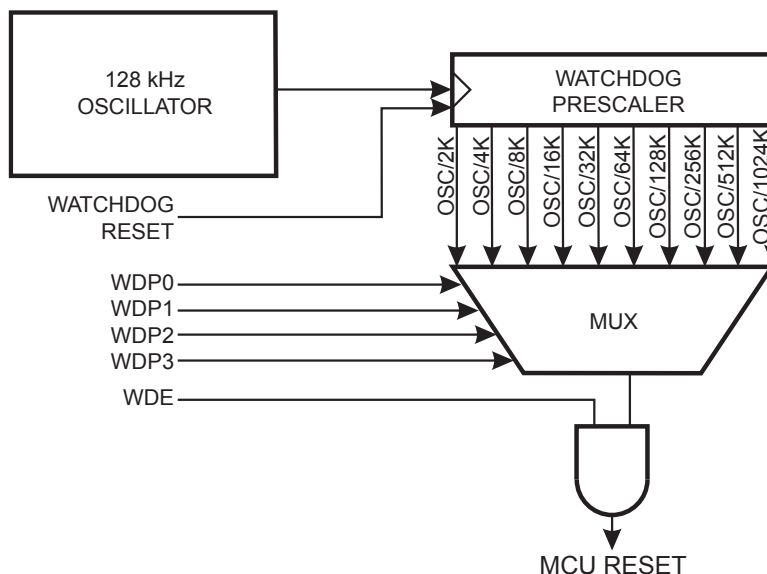 128 kHz
OSCILLATOR
WATCHDOG
PRESCALER
OSC/2K
OSC/4K
OSC/8K
OSC/16K
OSC/32K
OSC/64K
OSC/128K
OSC/256K
OSC/512K
OSC/1024K
WATCHDOG
RESET
WDP0
WDP1
WDP2
WDP3
MUX
WDE
MCU RESET